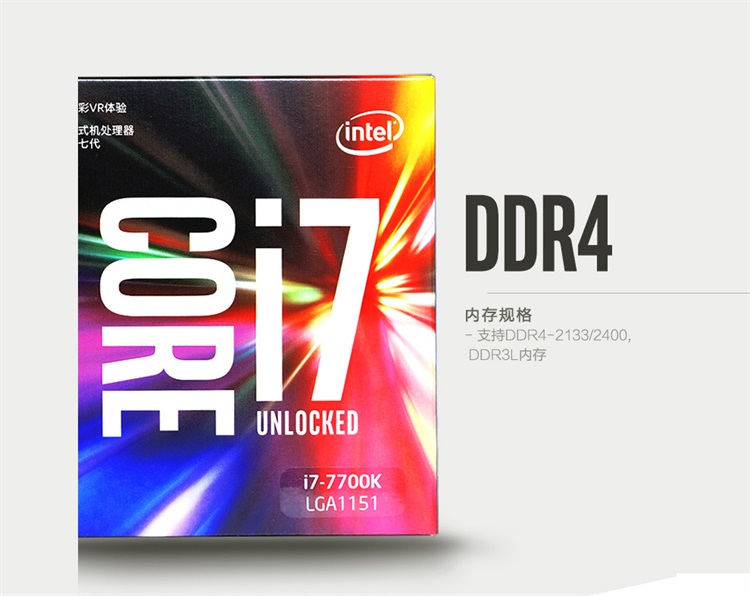 彩VR体验
式机处理器
七代
intel
CORE i7
UNLOCKED
i7-7700K
LGA1151
DDR4
内存规格
- 支持DDR4-2133/2400,
DDR3L内存